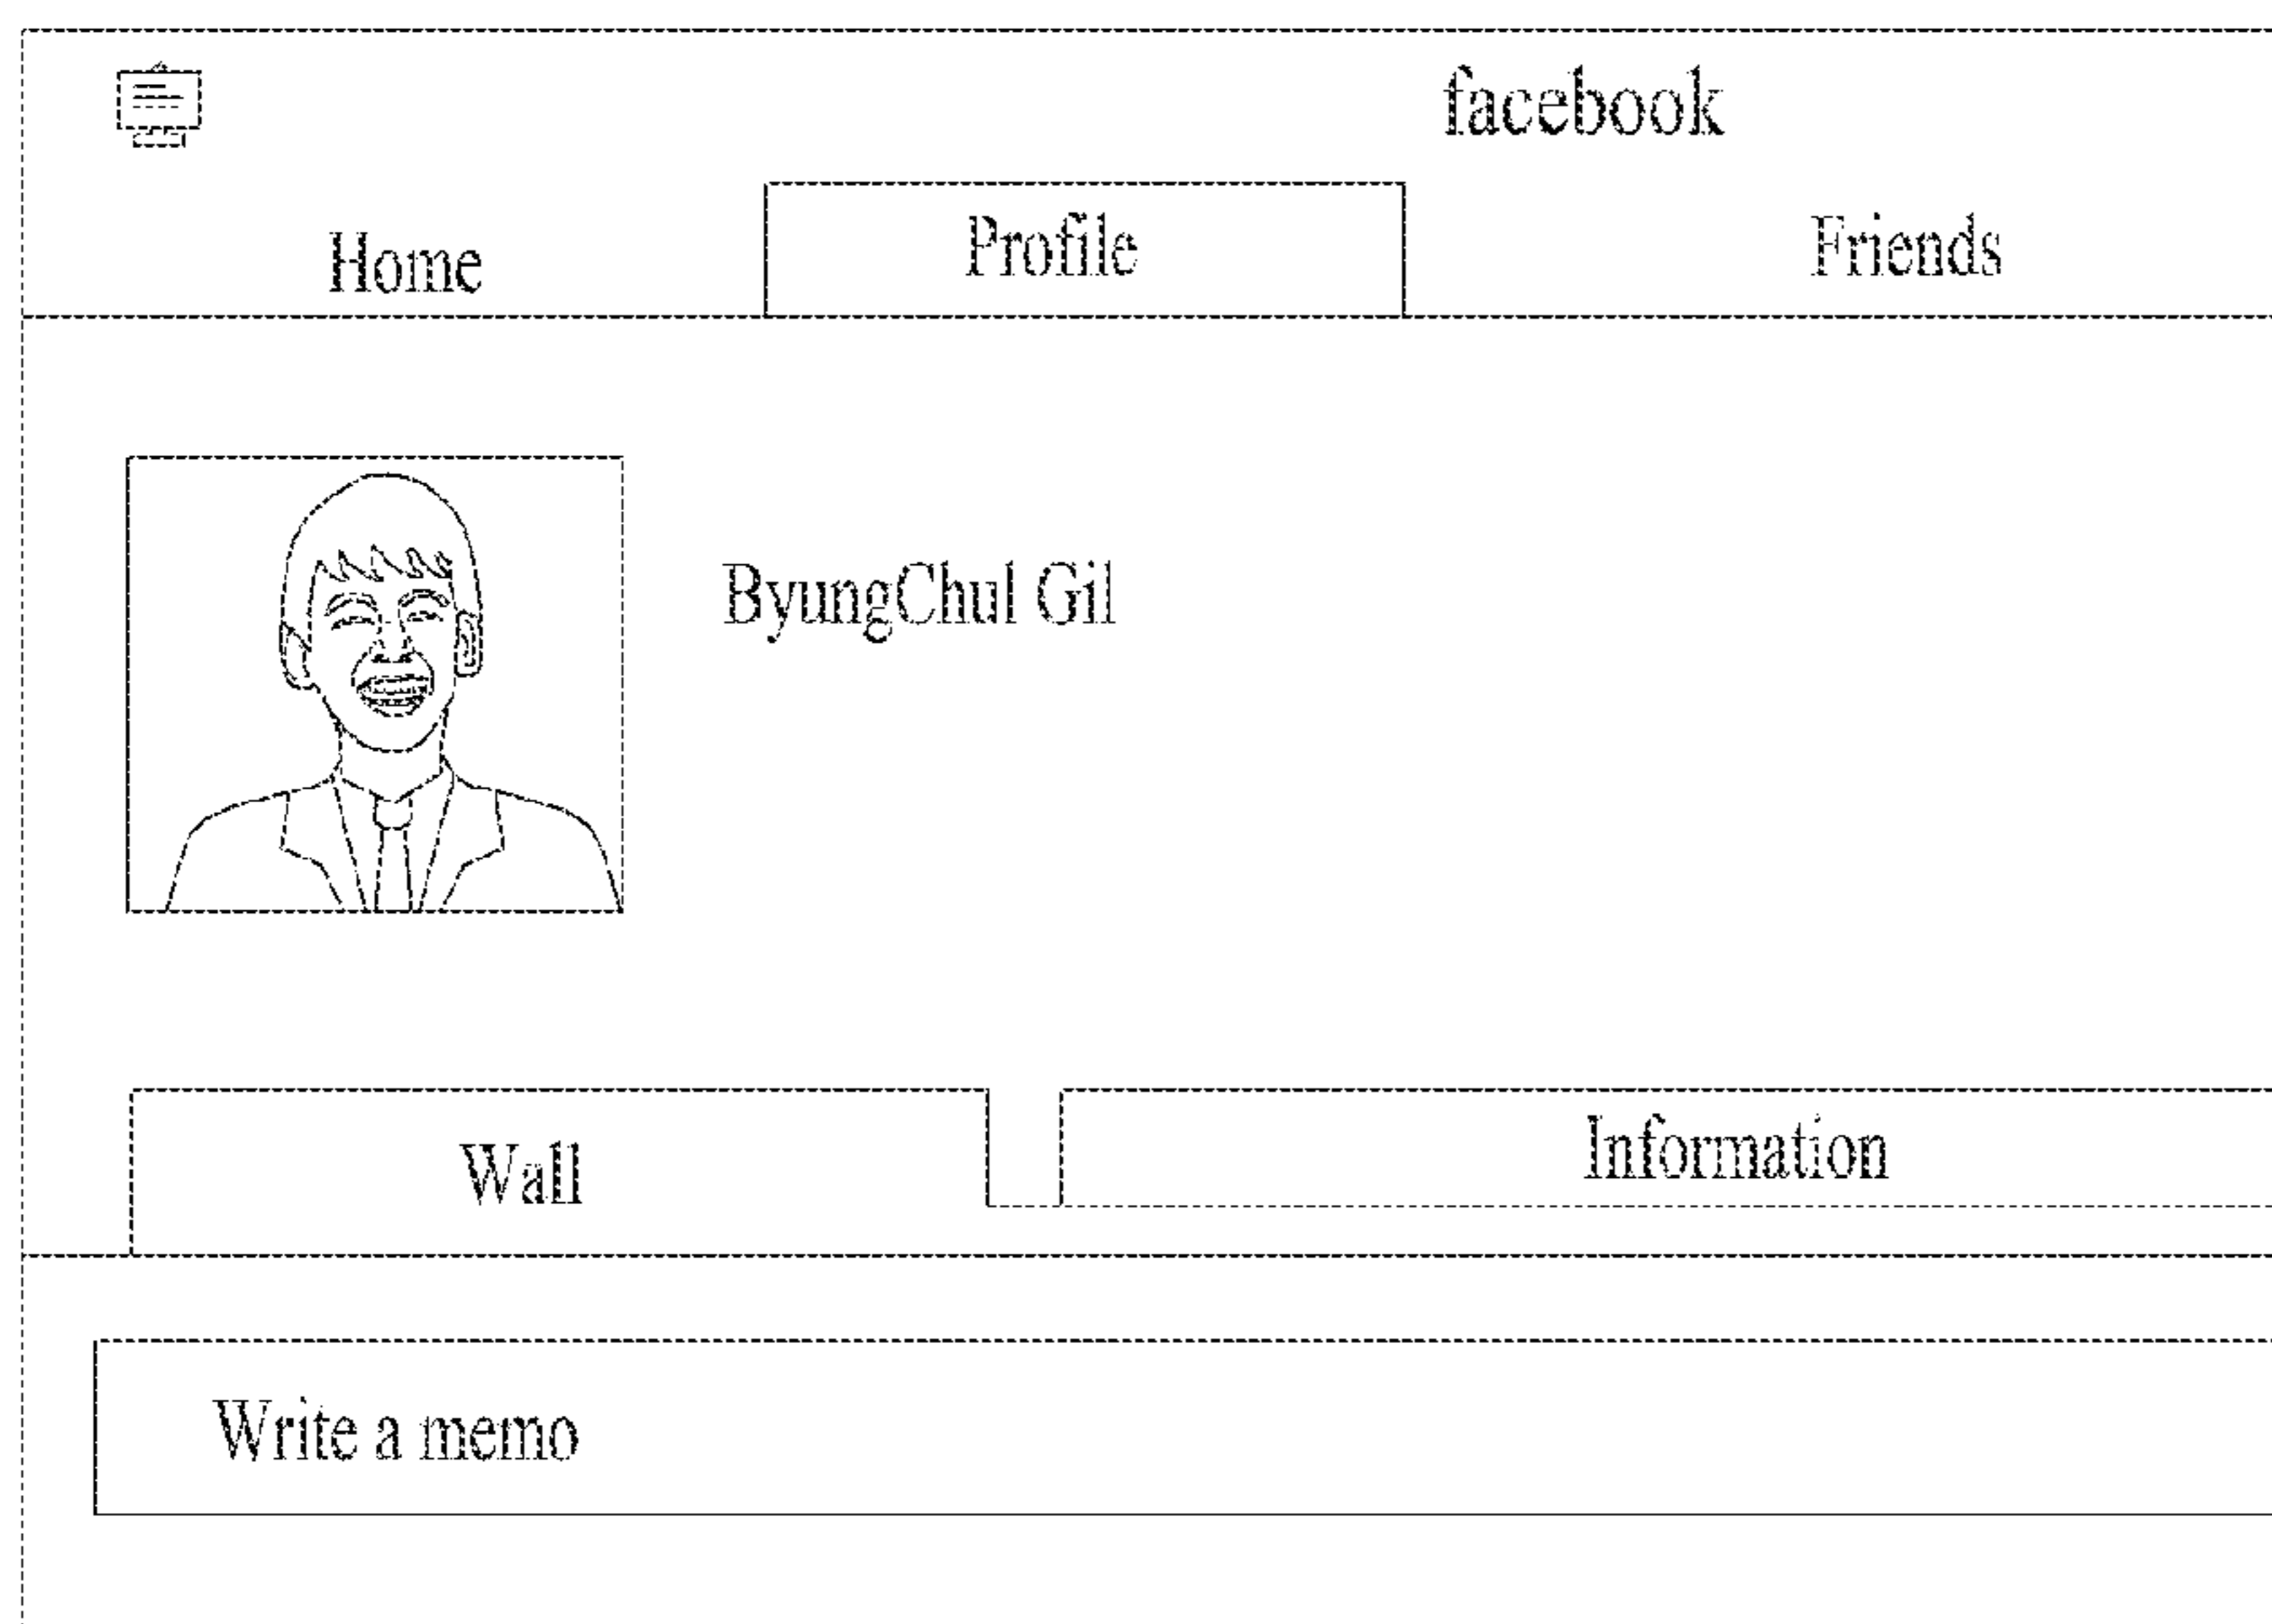 facebook
Home Profile Friends
ByungChul Gil
Wall Information
Write a memo